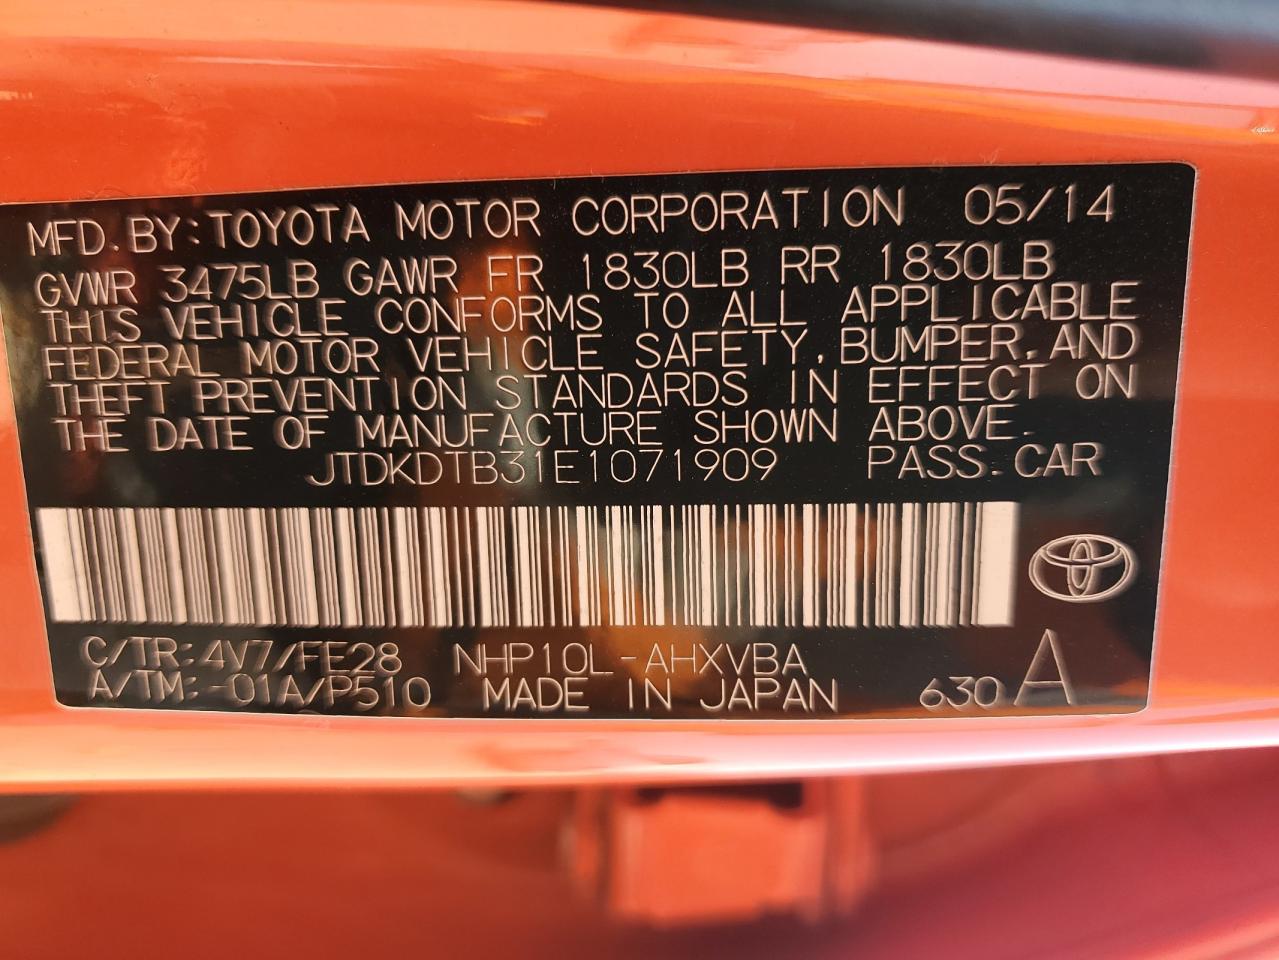 MFD. BY: TOYOTA MOTOR CORPORATION 05/14
GVWR 3475LB GAWR FR 1830LB RR 1830LB
THIS VEHICLE CONFORMS TO ALL APPLICABLE
FEDERAL MOTOR VEHICLE SAFETY, BUMPER, AND
THEFT PREVENTION STANDARDS IN EFFECT ON
THE DATE OF MANUFACTURE SHOWN ABOVE.
JTDKDTB31E1071909 PASS. CAR
C/TR: 4V7/FE28 NHP10L-AHXVBA
A/TM: -01A/P510 MADE IN JAPAN 630 A